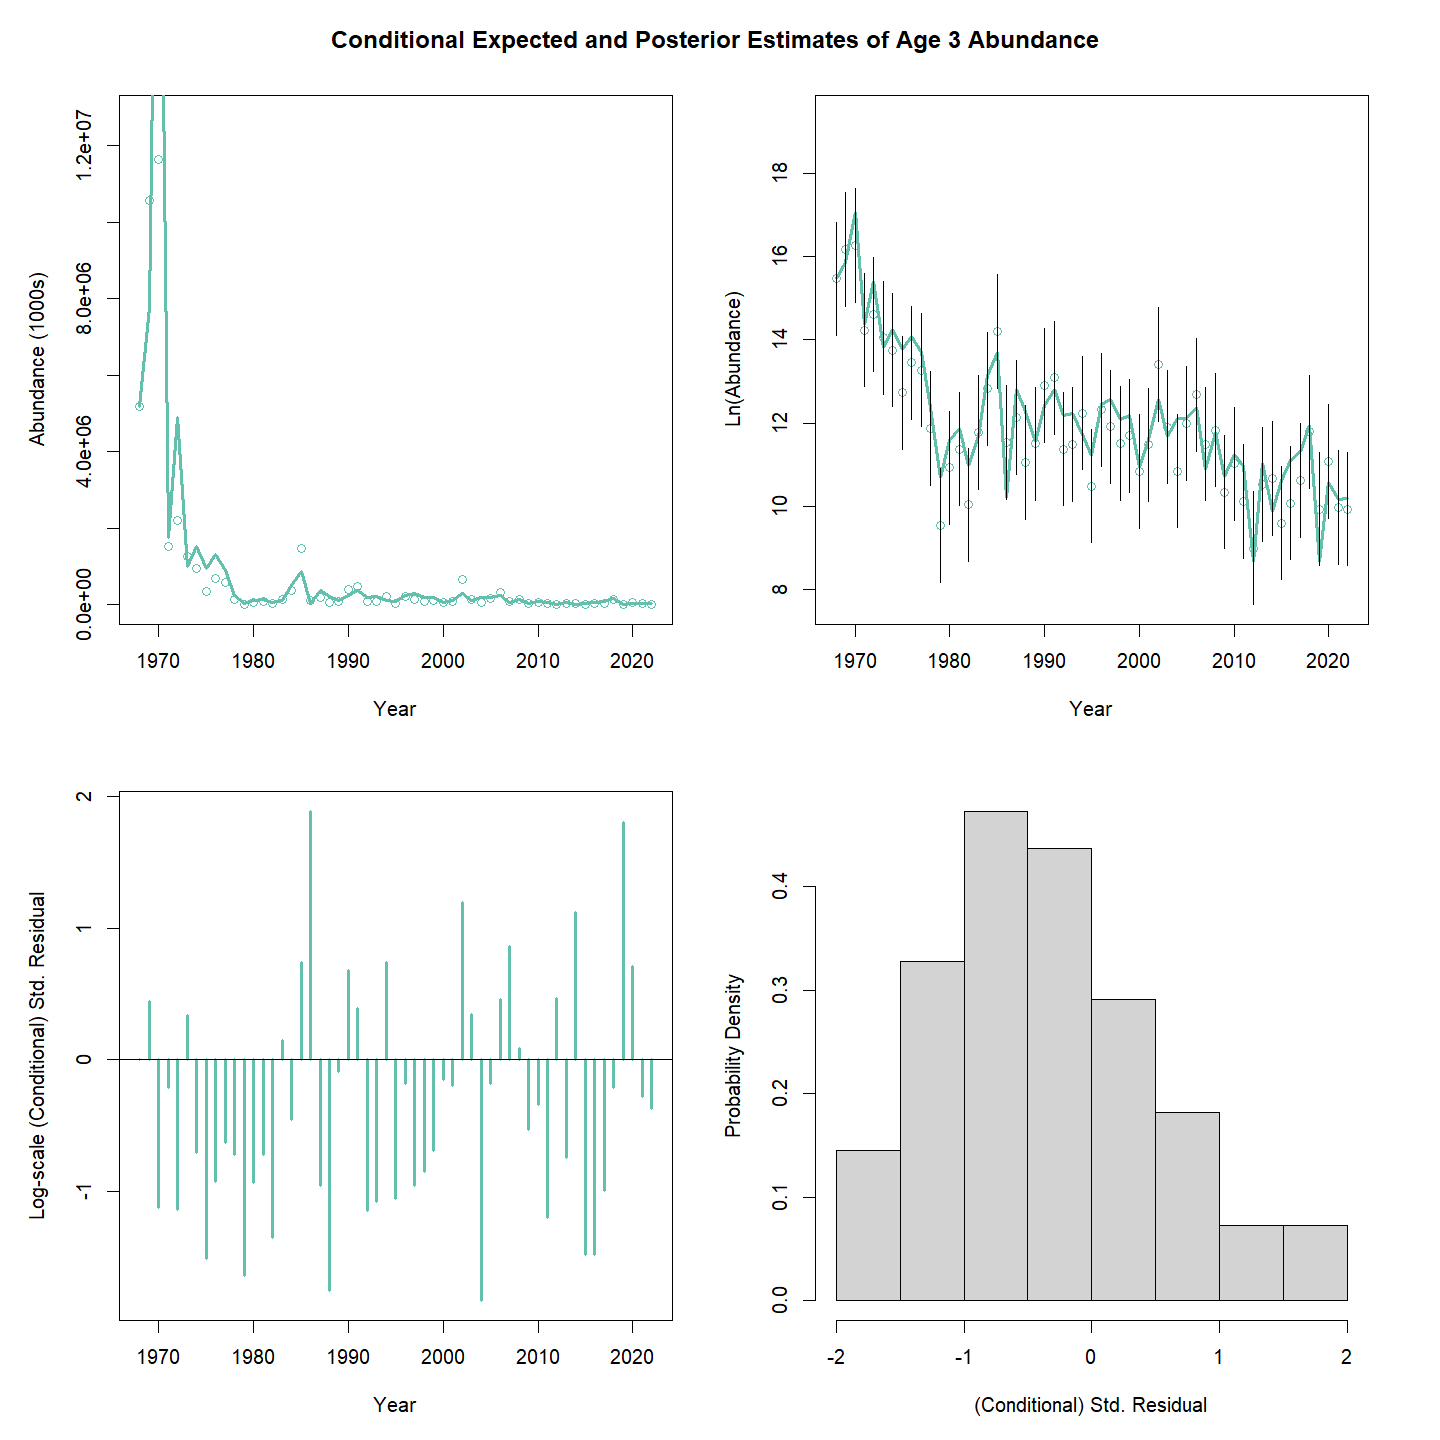 Conditional Expected and Posterior Estimates of Age 3 Abundance
Abundance (1000s)
0.0e+00 4.0e+06 8.0e+06 1.2e+07
1970 1980 1990 2000 2010 2020
Year
Ln(Abundance)
8 10 12 14 16 18
1970 1980 1990 2000 2010 2020
Year
Log-scale (Conditional) Std. Residual
-1 0 1 2
1970 1980 1990 2000 2010 2020
Year
Probability Density
0.0 0.1 0.2 0.3 0.4
-2 -1 0 1 2
(Conditional) Std. Residual